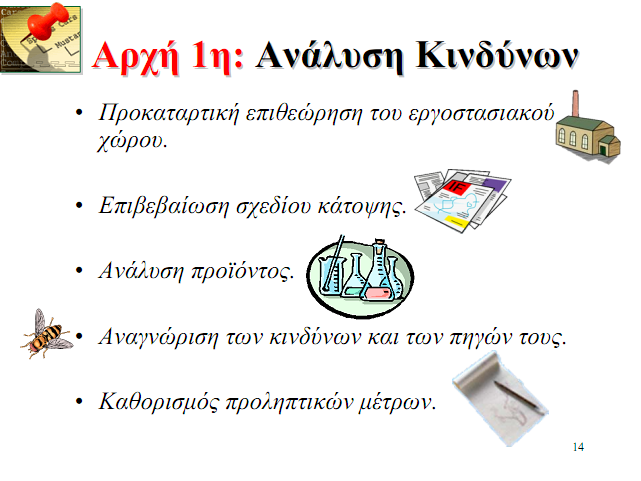 Αρχή 1η: Ανάλυση Κινδύνων
• Προκαταρτική επιθεώρηση του εργοστασιακού
χώρου.
• Επιβεβαίωση σχεδίου κάτοψης.
IF
• Ανάλυση προϊόντος.
• Αναγνώριση των κινδύνων και των πηγών τους.
• Καθορισμός προληπτικών μέτρων.
14